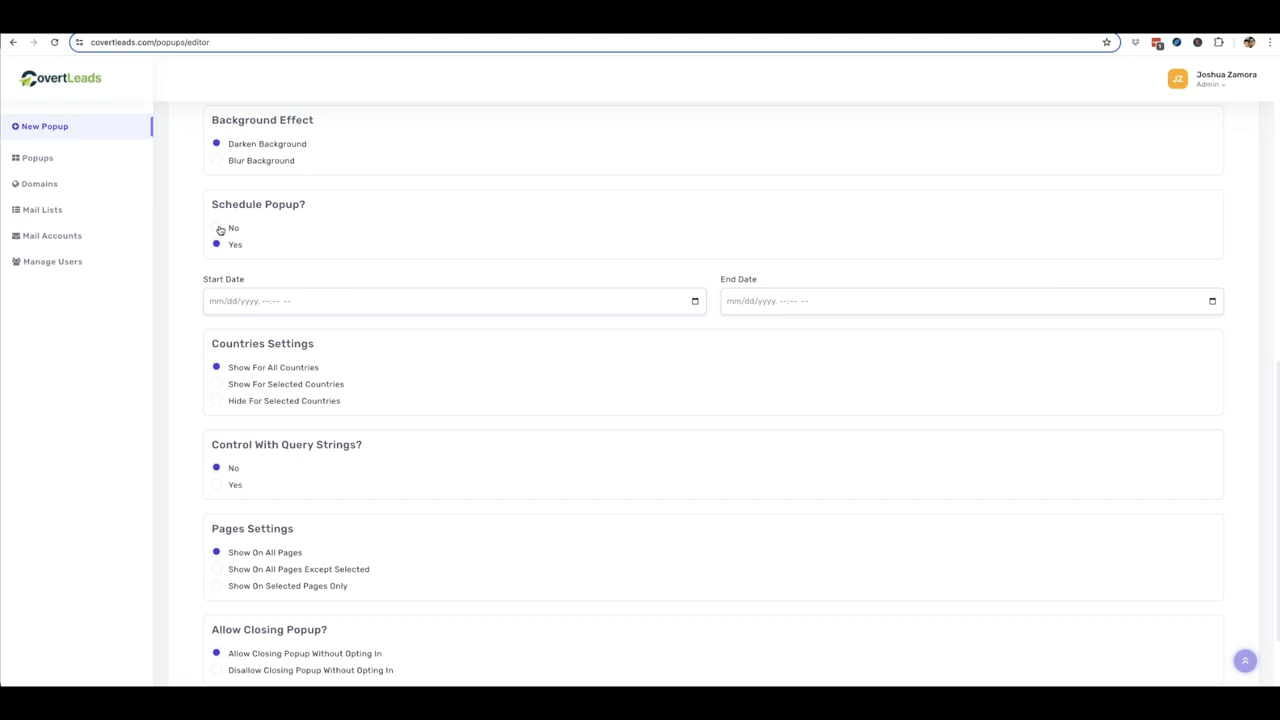 covertleads.com/popups/editor
1
CovertLeads
JZ
Joshua Zamora
Admin
New Popup
Popups
Domains
Mail Lists
Mail Accounts
Manage Users
Background Effect
Darken Background
Blur Background
Schedule Popup?
No
Yes
Start Date
End Date
mm/dd/yyyy, --:-- --
mm/dd/yyyy, --:-- --
Countries Settings
Show For All Countries
Show For Selected Countries
Hide For Selected Countries
Control With Query Strings?
No
Yes
Pages Settings
Show On All Pages
Show On All Pages Except Selected
Show On Selected Pages Only
Allow Closing Popup?
Allow Closing Popup Without Opting In
Disallow Closing Popup Without Opting In